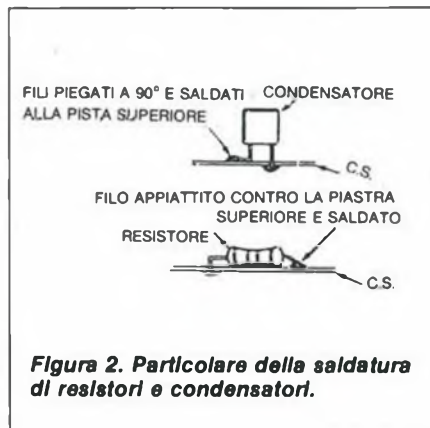 FILI PIEGATI A 90° E SALDATI
ALLA PISTA SUPERIORE
CONDENSATORE
C.S.
FILO APPIATTITO CONTRO LA PIASTRA
SUPERIORE E SALDATO
RESISTORE
C.S.
Figura 2. Particolare della saldatura
di resistori e condensatori.